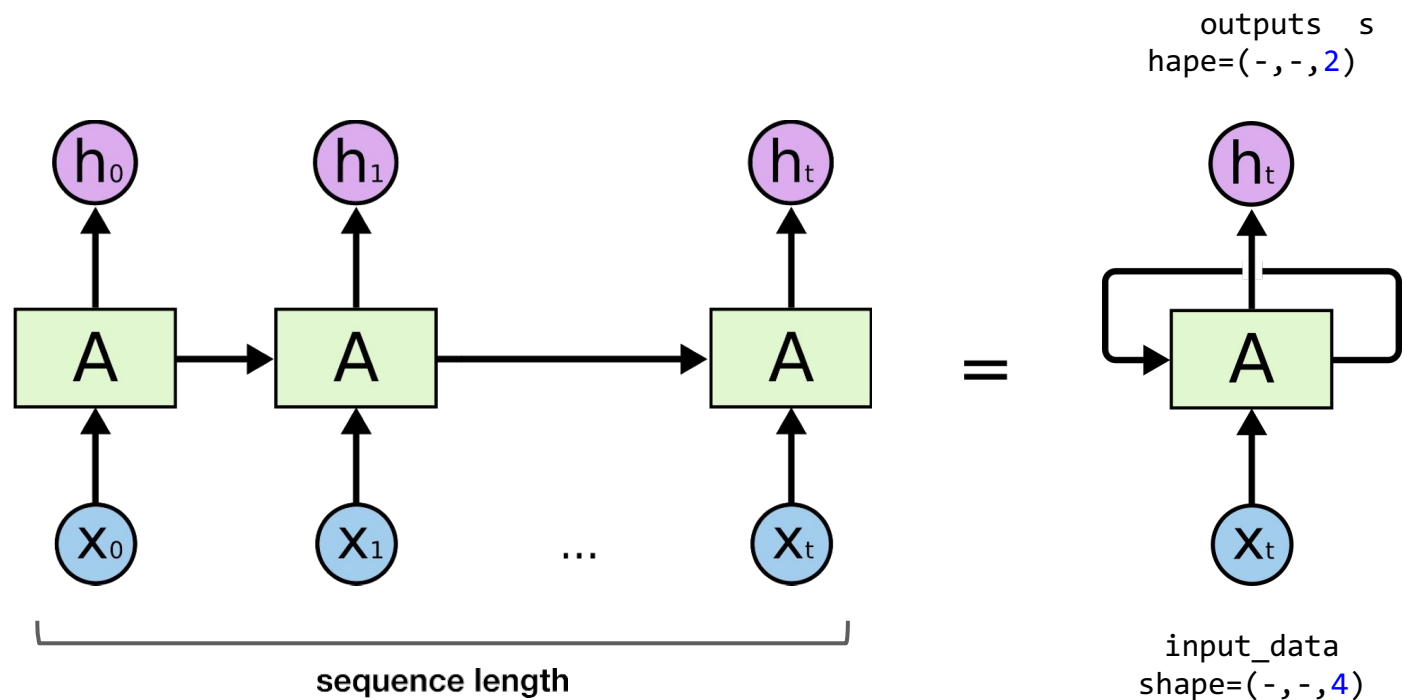 outputs s
hape=(-,-,2)
h0 h1 ht ht
A A A = A
x0 x1 ... xt xt
sequence length
input_data
shape=(-,-,4)